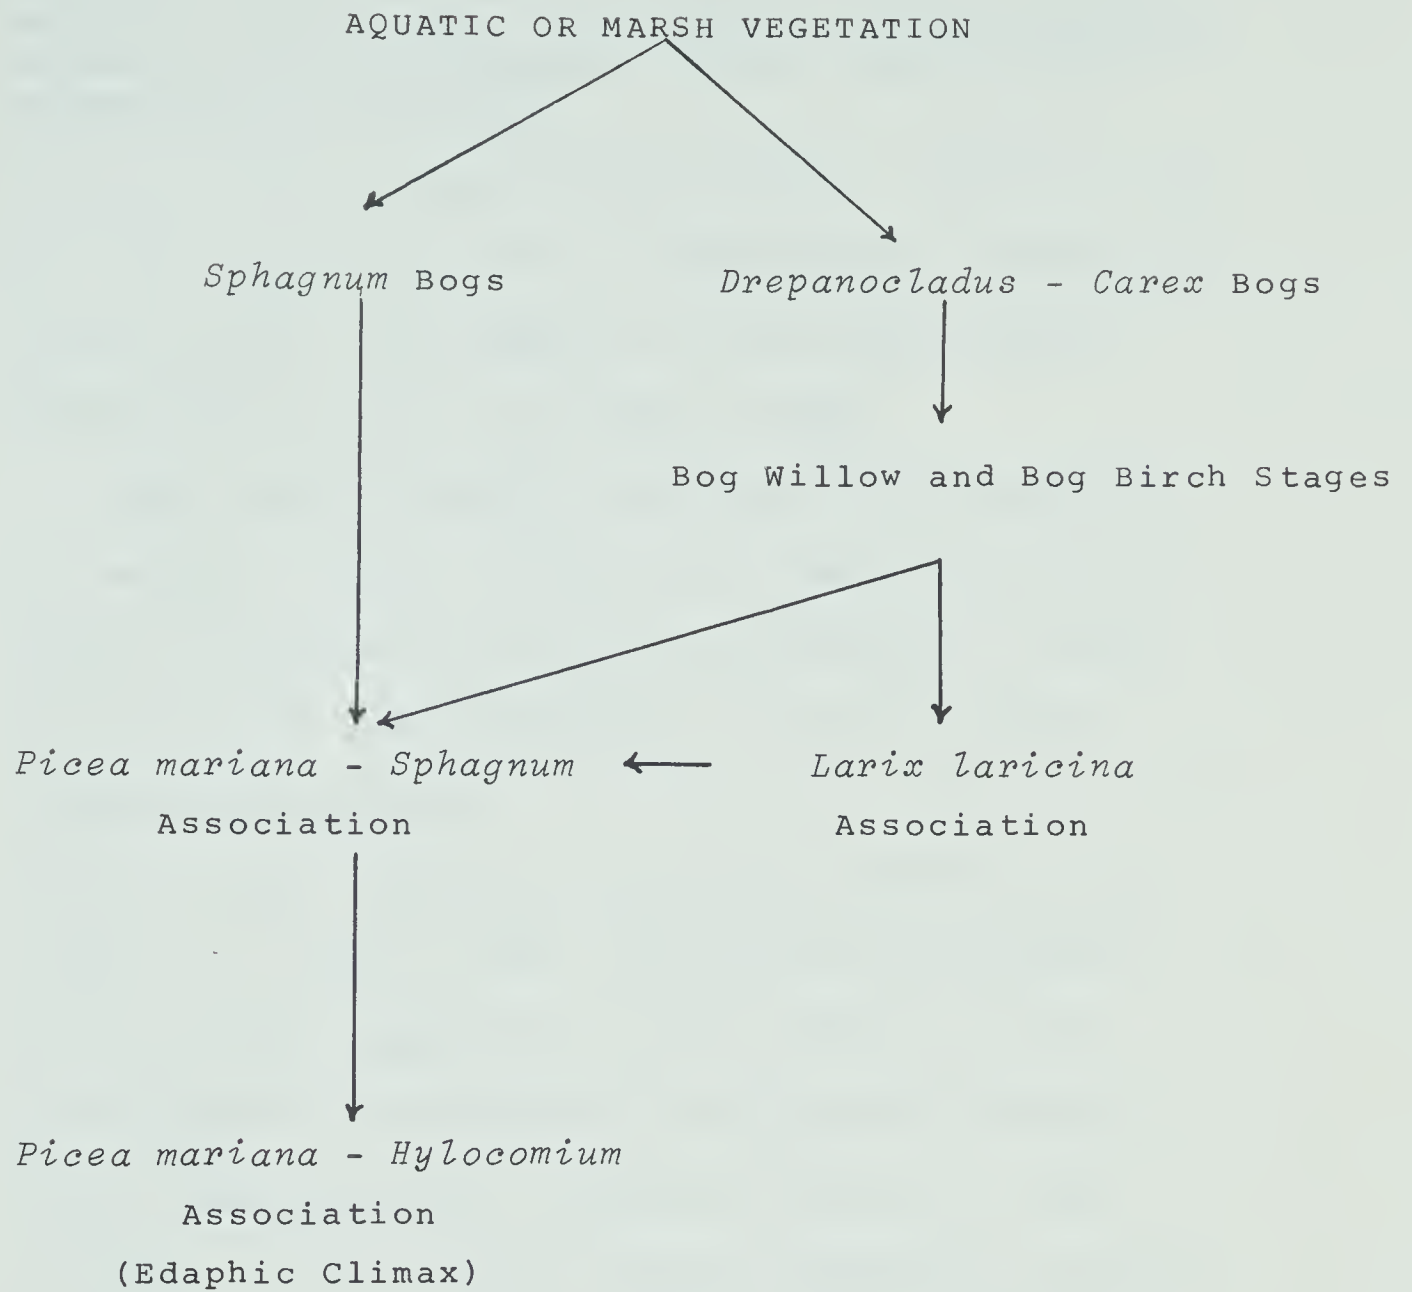 AQUATIC OR MARSH VEGETATION
Sphagnum Bogs
Drepanocladus - Carex Bogs
Bog Willow and Bog Birch Stages
Picea mariana - Sphagnum
Association
Larix laricina
Association
Picea mariana - Hylocomium
Association
(Edaphic Climax)